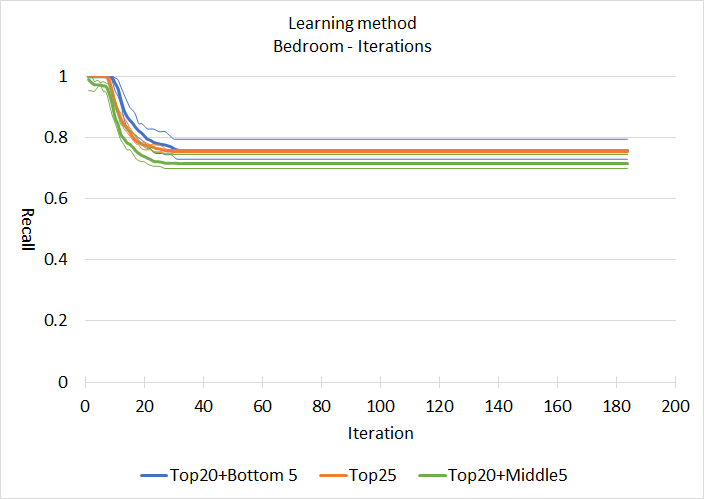 Learning method
Bedroom - Iterations
1
0.8
0.6
0.4
0.2
0
Recall
0 20 40 60 80 100 120 140 160 180 200
Iteration
Top20+Bottom 5 Top25 Top20+Middle5